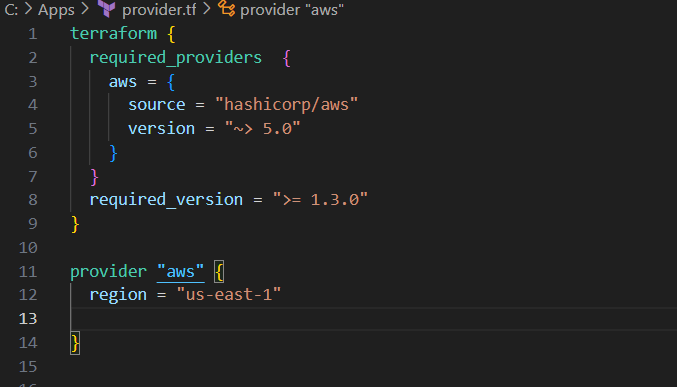 C: > Apps > provider.tf > provider "aws"
1 terraform {
2   required_providers  {
3     aws = {
4       source = "hashicorp/aws"
5       version = "~> 5.0"
6     }
7   }
8   required_version = ">= 1.3.0"
9 }
10
11 provider "aws" {
12   region = "us-east-1"
13
14 }
15
16